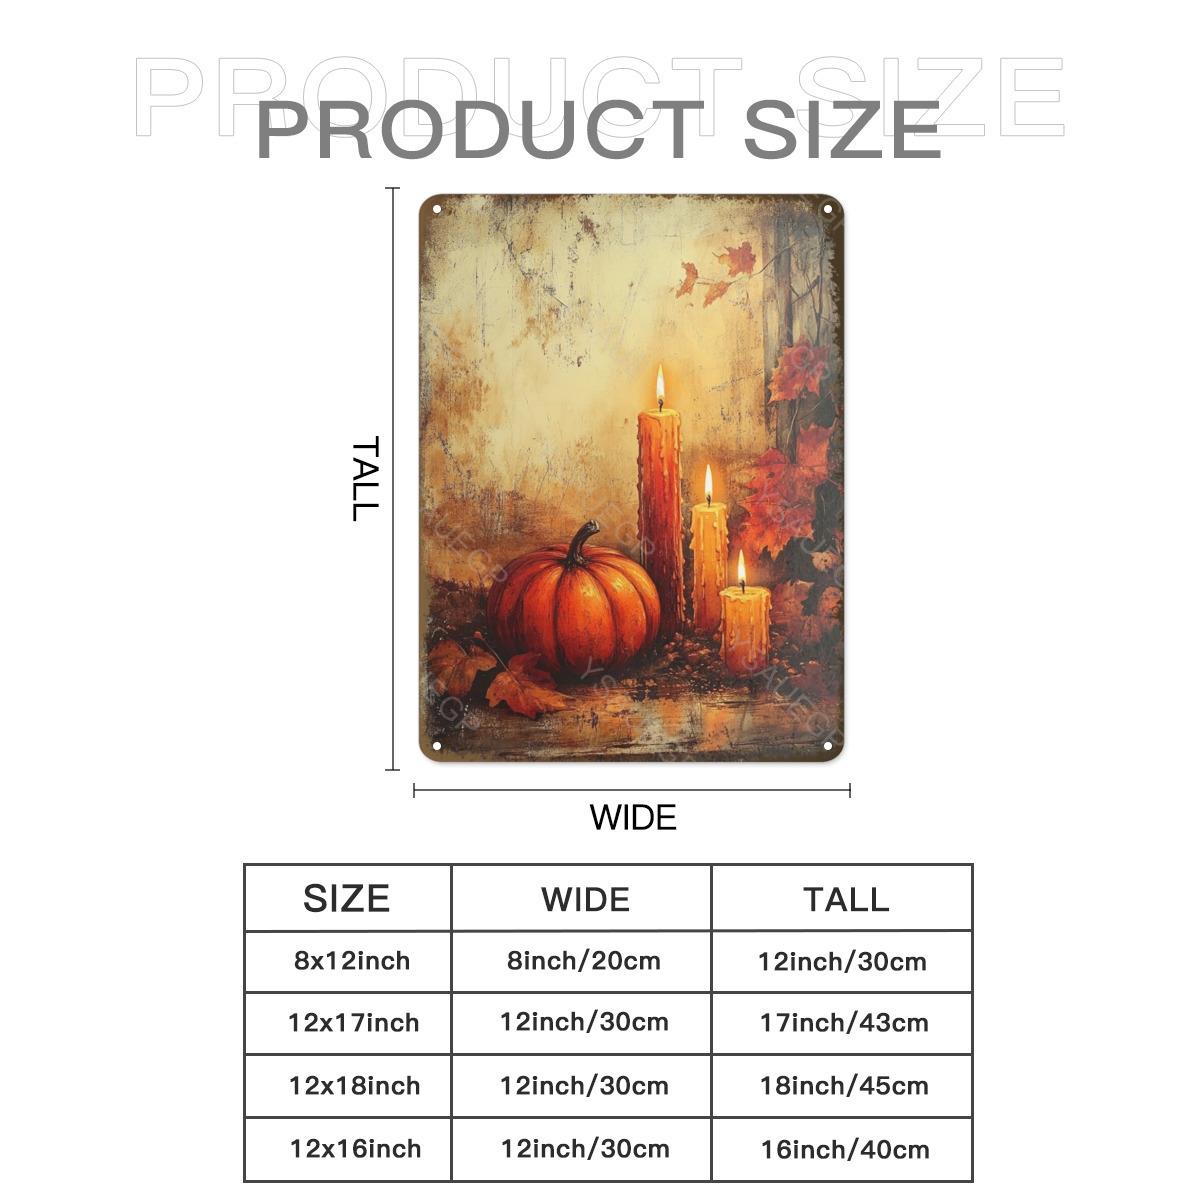 PRODUCT SIZE
PRODUCT SIZE
TALL
WIDE
SIZE WIDE TALL
8x12inch 8inch/20cm 12inch/30cm
12x17inch 12inch/30cm 17inch/43cm
12x18inch 12inch/30cm 18inch/45cm
12x16inch 12inch/30cm 16inch/40cm